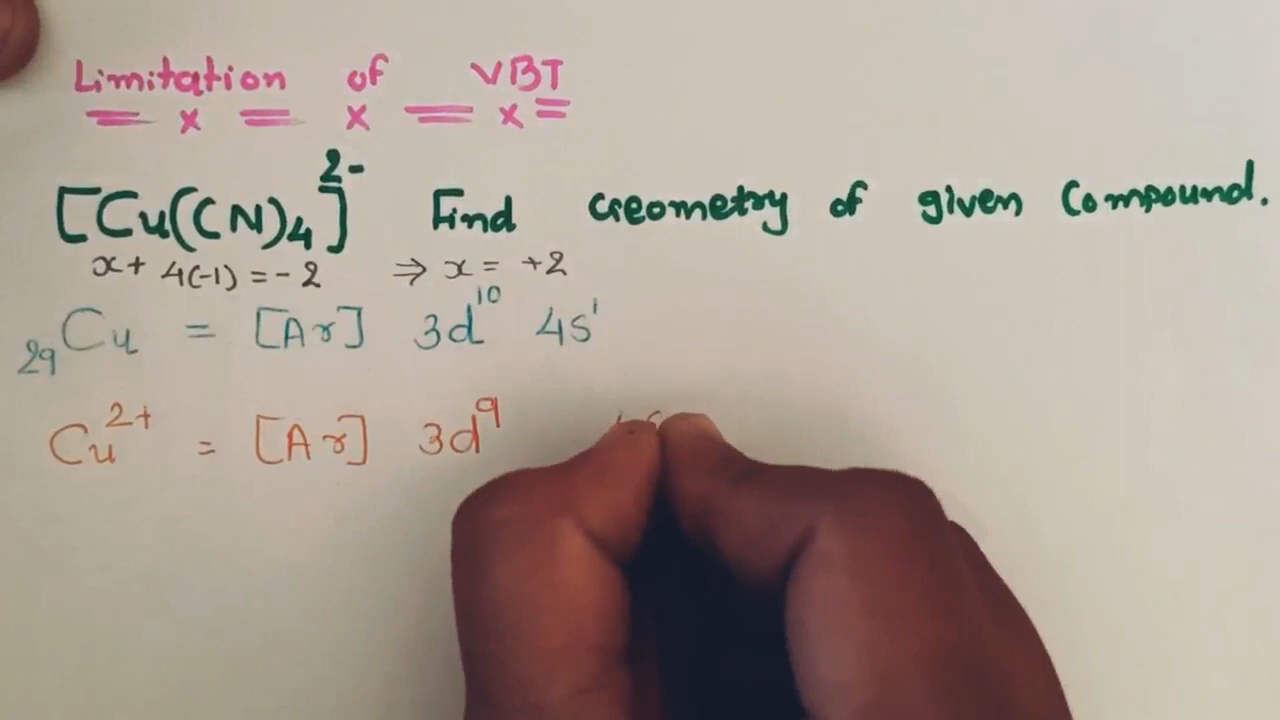 Limitation of VBT
= x = x = x =
[Cu(CN)₄]²⁻ Find Geometry of given Compound.
x + 4(-1) = -2 ⇒ x = +2
₂₉Cu = [Ar] 3d¹⁰ 4s¹
Cu²⁺ = [Ar] 3d⁹